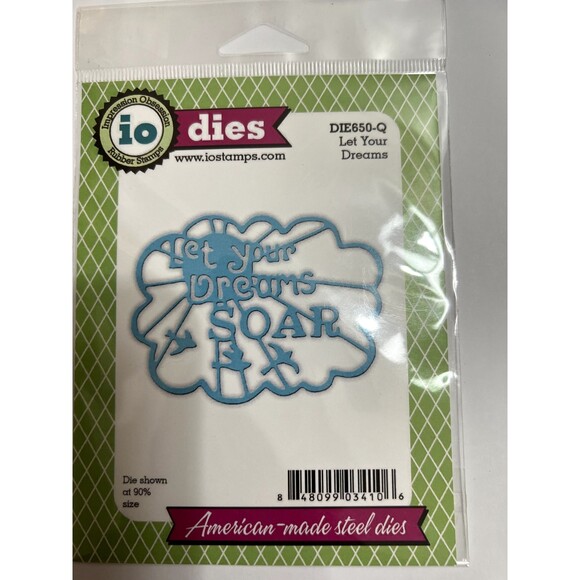 Impression Obsession
io
Rubber Stamps
dies
www.iostamps.com
DIE650-Q
Let Your
Dreams
Let your
Dreams
SOAR
Die shown
at 90%
size
8 48099 03410 6
American-made steel dies